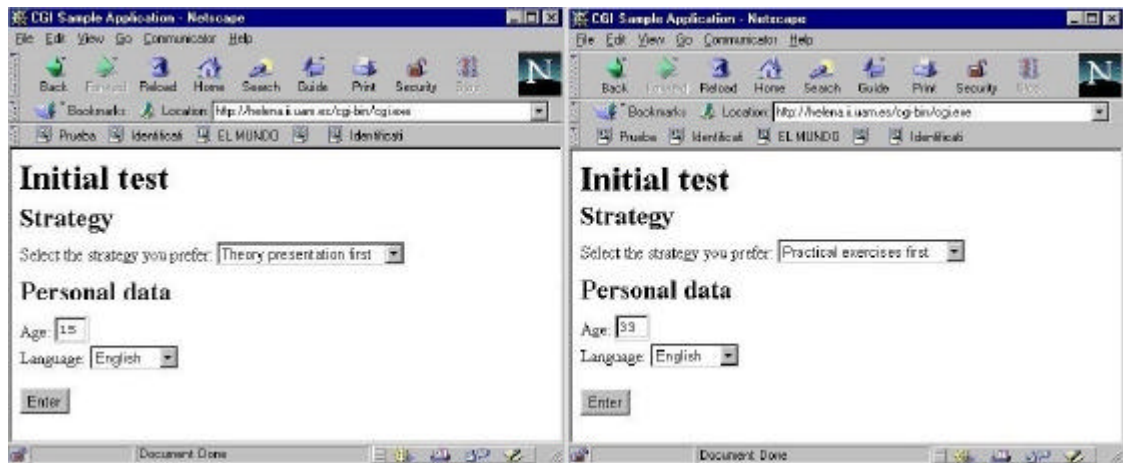 CGI Sample Application - Netscape
File Edit View Go Communicator Help
Back Forward Reload Home Search Guide Print Security Stop
N
Bookmarks Location: http://helena.ii.uam.es/cgi-bin/cgi.exe
Prueba Identificati EL MUNDO Identificati
Initial test
Strategy
Select the strategy you prefer: Theory presentation first
Personal data
Age: 15
Language: English
Enter
Document: Done
CGI Sample Application - Netscape
File Edit View Go Communicator Help
Back Forward Reload Home Search Guide Print Security Stop
N
Bookmarks Location: http://helena.ii.uam.es/cgi-bin/cgi.exe
Prueba Identificati EL MUNDO Identificati
Initial test
Strategy
Select the strategy you prefer: Practical exercises first
Personal data
Age: 33
Language: English
Enter
Document: Done